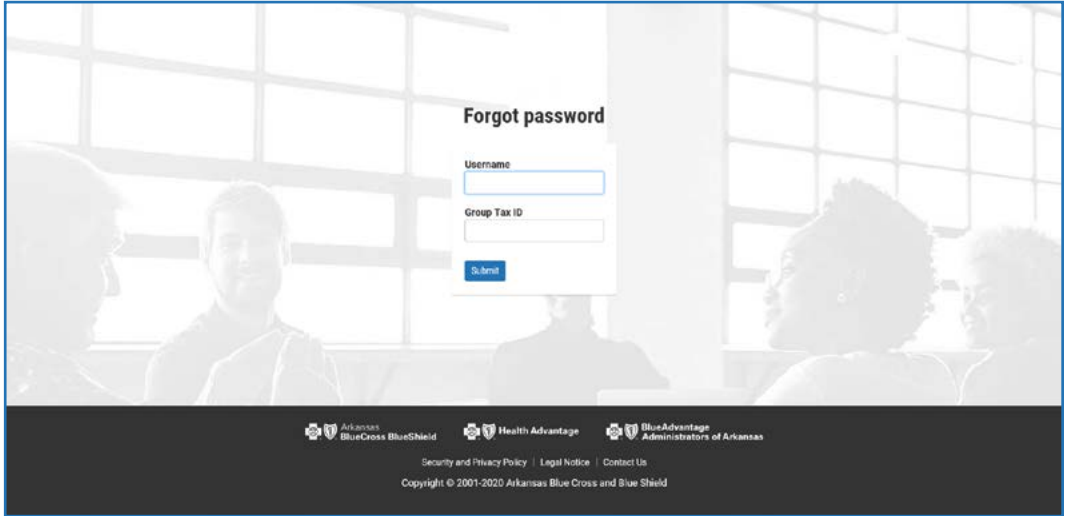 Forgot password
Username
Group Tax ID
Submit
Arkansas
BlueCross BlueShield
Health Advantage
BlueAdvantage
Administrators of Arkansas
Security and Privacy Policy | Legal Notice | Contact Us
Copyright © 2001-2020 Arkansas Blue Cross and Blue Shield